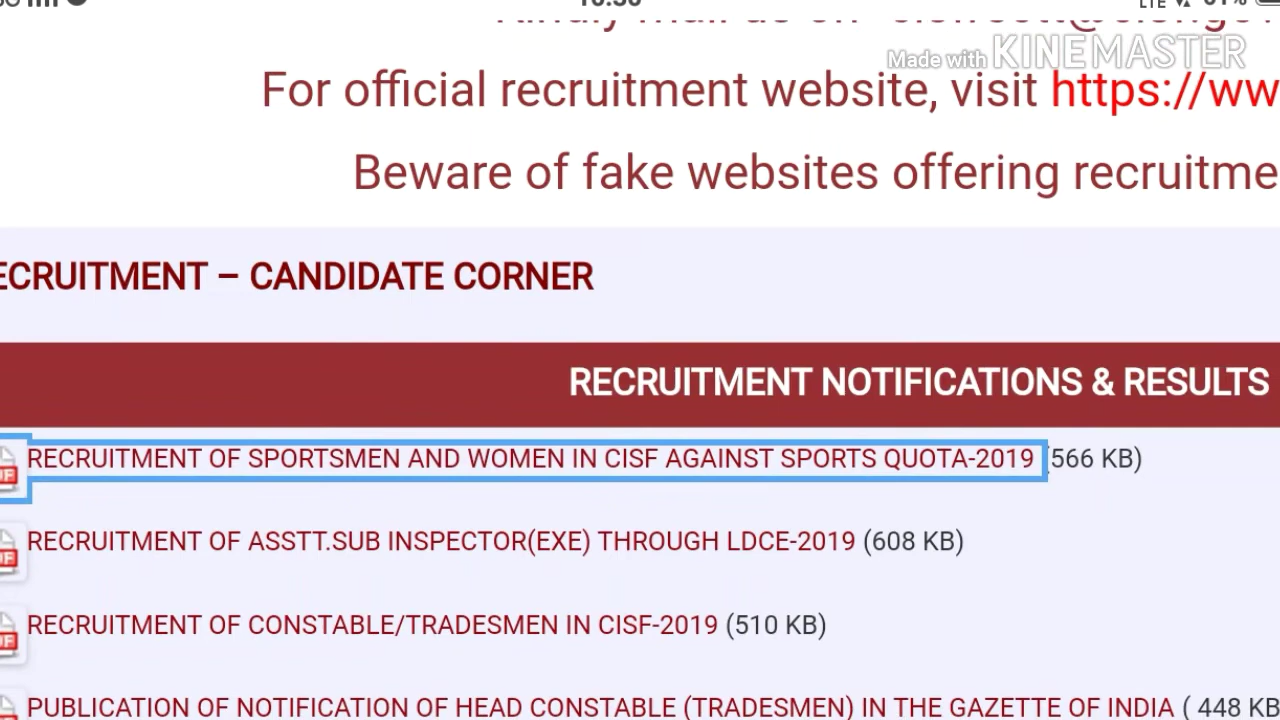 LTE
Made with KINEMASTER
For official recruitment website, visit https://ww
Beware of fake websites offering recruitme
ECRUITMENT – CANDIDATE CORNER
RECRUITMENT NOTIFICATIONS & RESULTS
RECRUITMENT OF SPORTSMEN AND WOMEN IN CISF AGAINST SPORTS QUOTA-2019 (566 KB)
RECRUITMENT OF ASSTT.SUB INSPECTOR(EXE) THROUGH LDCE-2019 (608 KB)
RECRUITMENT OF CONSTABLE/TRADESMEN IN CISF-2019 (510 KB)
PUBLICATION OF NOTIFICATION OF HEAD CONSTABLE (TRADESMEN) IN THE GAZETTE OF INDIA ( 448 KB